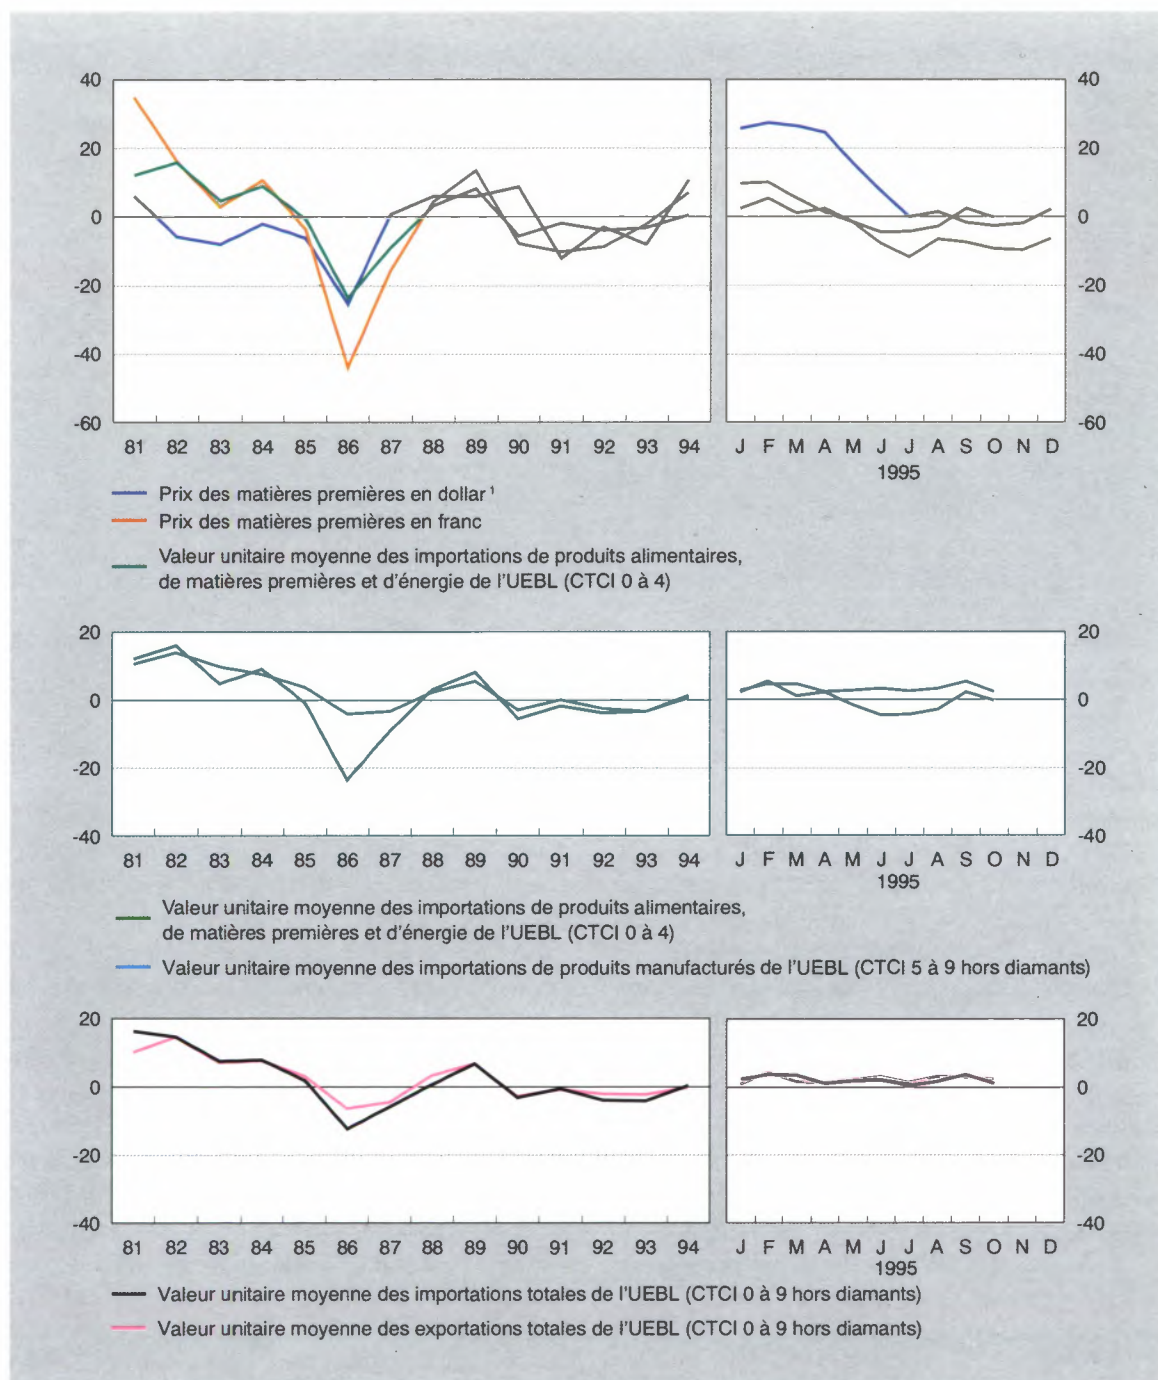 40 40
20 20
0 0
-20 -20
-40 -40
-60 -60
81 82 83 84 85 86 87 88 89 90 91 92 93 94 J F M A M J J A S O N D
1995
Prix des matières premières en dollar ¹
Prix des matières premières en franc
Valeur unitaire moyenne des importations de produits alimentaires,
de matières premières et d'énergie de l'UEBL (CTCI 0 à 4)
20 20
0 0
-20 -20
-40 -40
81 82 83 84 85 86 87 88 89 90 91 92 93 94 J F M A M J J A S O N D
1995
Valeur unitaire moyenne des importations de produits alimentaires,
de matières premières et d'énergie de l'UEBL (CTCI 0 à 4)
Valeur unitaire moyenne des importations de produits manufacturés de l'UEBL (CTCI 5 à 9 hors diamants)
20 20
0 0
-20 -20
-40 -40
81 82 83 84 85 86 87 88 89 90 91 92 93 94 J F M A M J J A S O N D
1995
Valeur unitaire moyenne des importations totales de l'UEBL (CTCI 0 à 9 hors diamants)
Valeur unitaire moyenne des exportations totales de l'UEBL (CTCI 0 à 9 hors diamants)